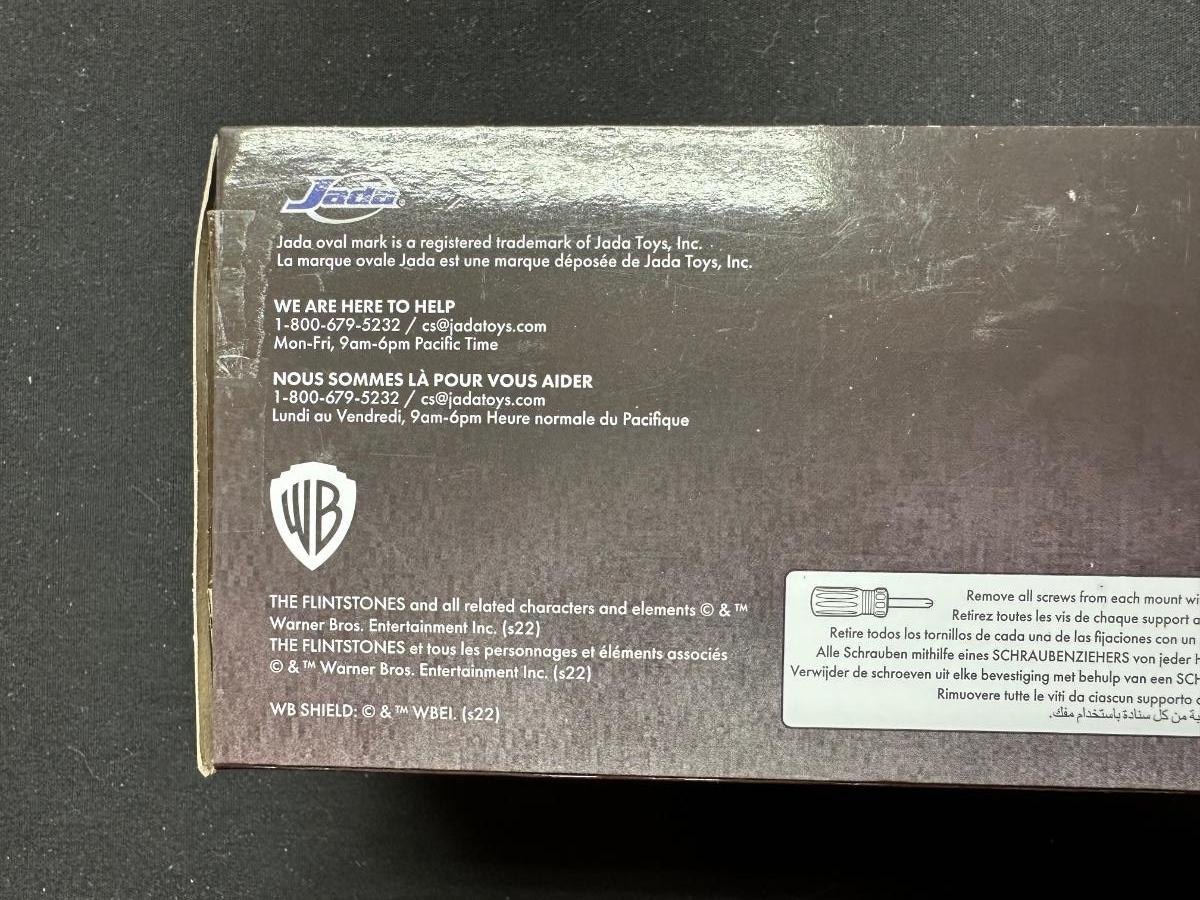 Jada
Jada oval mark is a registered trademark of Jada Toys, Inc.
La marque ovale Jada est une marque déposée de Jada Toys, Inc.
WE ARE HERE TO HELP
1-800-679-5232 / cs@jadatoys.com
Mon-Fri, 9am-6pm Pacific Time
NOUS SOMMES LÀ POUR VOUS AIDER
1-800-679-5232 / cs@jadatoys.com
Lundi au Vendredi, 9am-6pm Heure normale du Pacifique
WB
THE FLINTSTONES and all related characters and elements © & ™
Warner Bros. Entertainment Inc. (s22)
THE FLINTSTONES et tous les personnages et éléments associés
© & ™ Warner Bros. Entertainment Inc. (s22)
WB SHIELD: © & ™ WBEI. (s22)
Remove all screws from each mount
Retirez toutes les vis de chaque support
Retire todos los tornillos de cada una de las fijaciones con un
Alle Schrauben mithilfe eines SCHRAUBENZIEHERS von jeder
Verwijder de schroeven uit elke bevestiging met behulp van een
Rimuovere tutte le viti da ciascun supporto
من كل سنادة باستخدام مفك.